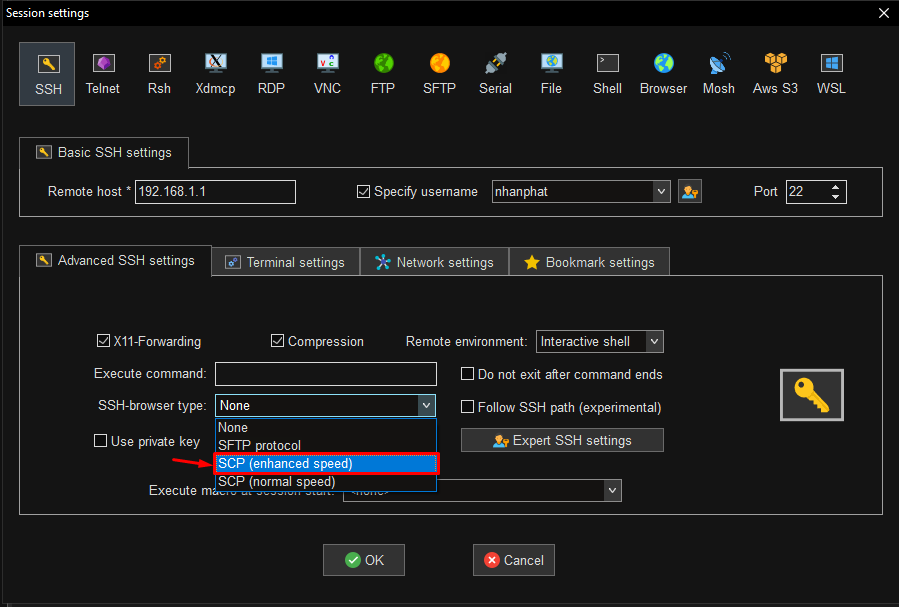 Session settings
SSH
Telnet
Rsh
Xdmcp
RDP
VNC
FTP
SFTP
Serial
File
Shell
Browser
Mosh
Aws S3
WSL
Basic SSH settings
Remote host * 192.168.1.1
Specify username nhanphat
Port 22
Advanced SSH settings
Terminal settings
Network settings
Bookmark settings
X11-Forwarding
Compression
Remote environment: Interactive shell
Execute command:
Do not exit after command ends
SSH-browser type: None
Follow SSH path (experimental)
None
SFTP protocol
SCP (enhanced speed)
SCP (normal speed)
Use private key
Expert SSH settings
Execute macro at session start: <none>
OK
Cancel